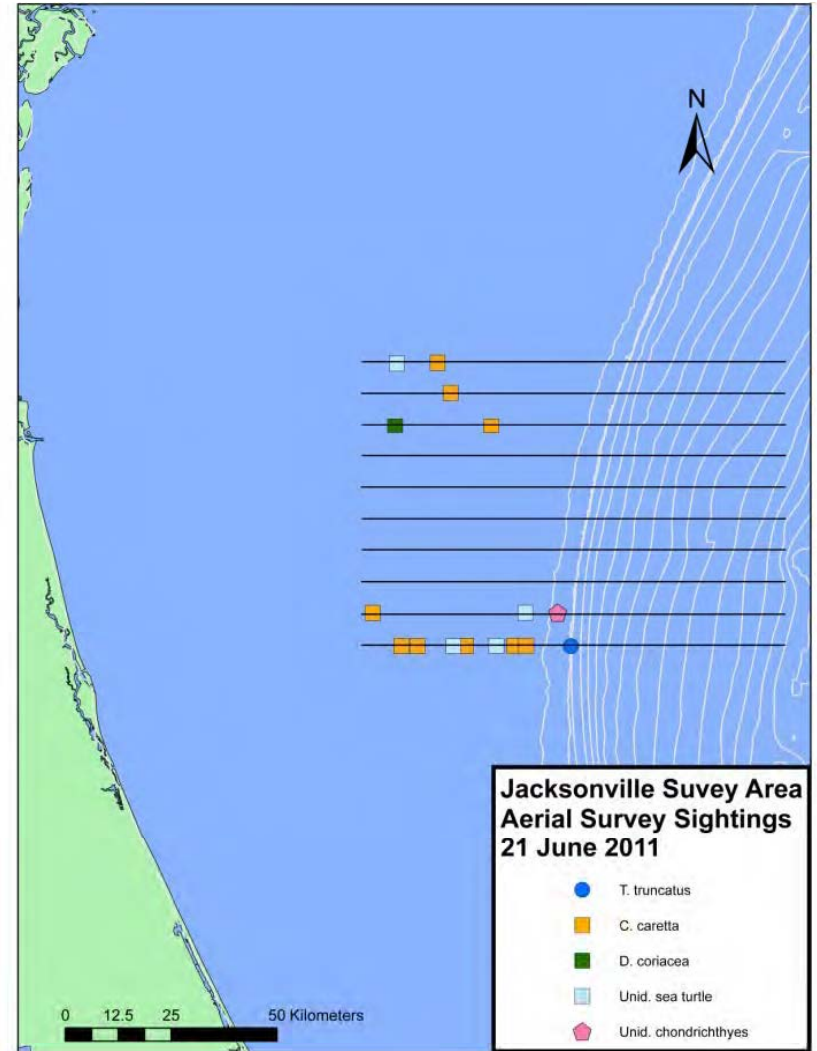 N
Jacksonville Suvey Area
Aerial Survey Sightings
21 June 2011
T. truncatus
C. caretta
D. coriacea
Unid. sea turtle
Unid. chondrichthyes
0 12.5 25 50 Kilometers